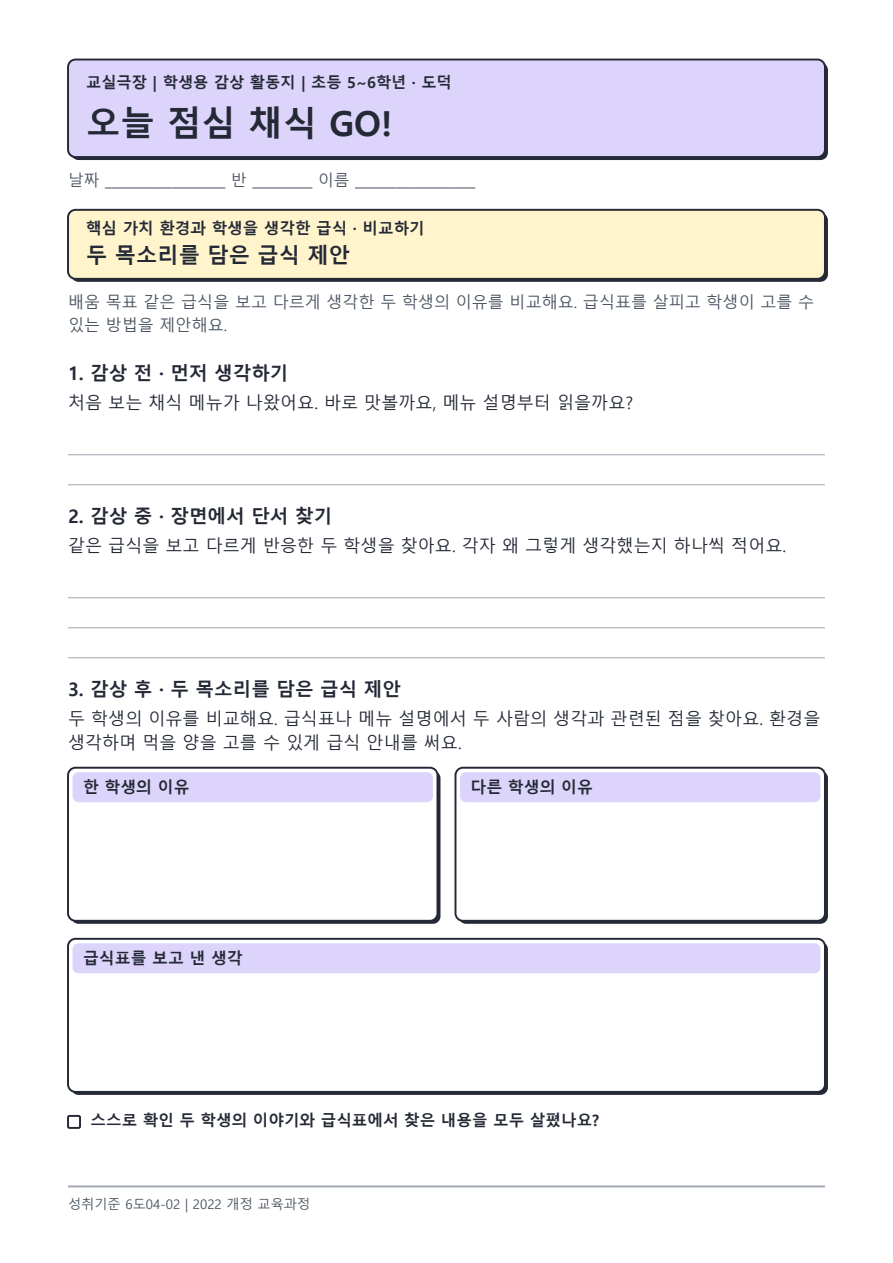 교실극장 | 학생용 감상 활동지 | 초등 5~6학년 · 도덕
오늘 점심 채식 GO!
날짜 ________________ 반 ________ 이름 ________________
핵심 가치 환경과 학생을 생각한 급식 · 비교하기
두 목소리를 담은 급식 제안
배움 목표 같은 급식을 보고 다르게 생각한 두 학생의 이유를 비교해요. 급식표를 살피고 학생이 고를 수
있는 방법을 제안해요.
1. 감상 전 · 먼저 생각하기
처음 보는 채식 메뉴가 나왔어요. 바로 맛볼까요, 메뉴 설명부터 읽을까요?
2. 감상 중 · 장면에서 단서 찾기
같은 급식을 보고 다르게 반응한 두 학생을 찾아요. 각자 왜 그렇게 생각했는지 하나씩 적어요.
3. 감상 후 · 두 목소리를 담은 급식 제안
두 학생의 이유를 비교해요. 급식표나 메뉴 설명에서 두 사람의 생각과 관련된 점을 찾아요. 환경을
생각하며 먹을 양을 고를 수 있게 급식 안내를 써요.
한 학생의 이유
다른 학생의 이유
급식표를 보고 낸 생각
스스로 확인 두 학생의 이야기와 급식표에서 찾은 내용을 모두 살폈나요?
성취기준 6도04-02 | 2022 개정 교육과정